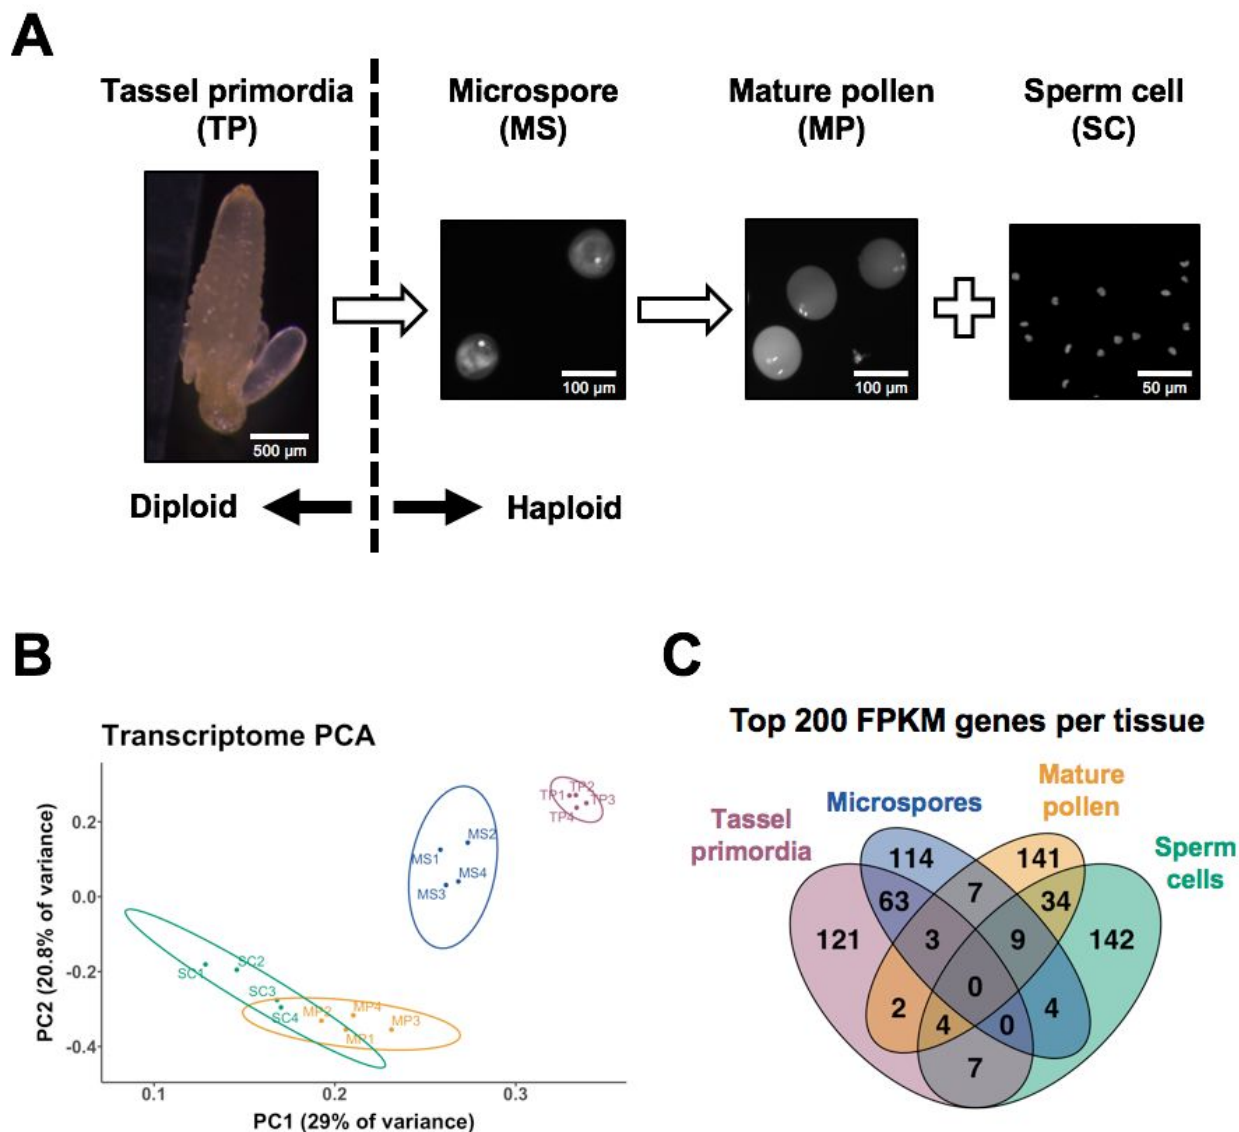 A
Tassel primordia
(TP)
Microspore
(MS)
Mature pollen
(MP)
Sperm cell
(SC)
500 µm
100 µm
100 µm
50 µm
Diploid
Haploid
B
Transcriptome PCA
PC2 (20.8% of variance)
0.2
0.0
-0.2
-0.4
0.1
0.2
0.3
PC1 (29% of variance)
TP1
TP2
TP3
TP4
MS1
MS2
MS3
MS4
SC1
SC2
SC3
SC4
MP2
MP4
MP1
MP3
C
Top 200 FPKM genes per tissue
Tassel
primordia
Microspores
Mature
pollen
Sperm
cells
114
141
63
7
34
121
3
9
142
0
2
4
0
4
7